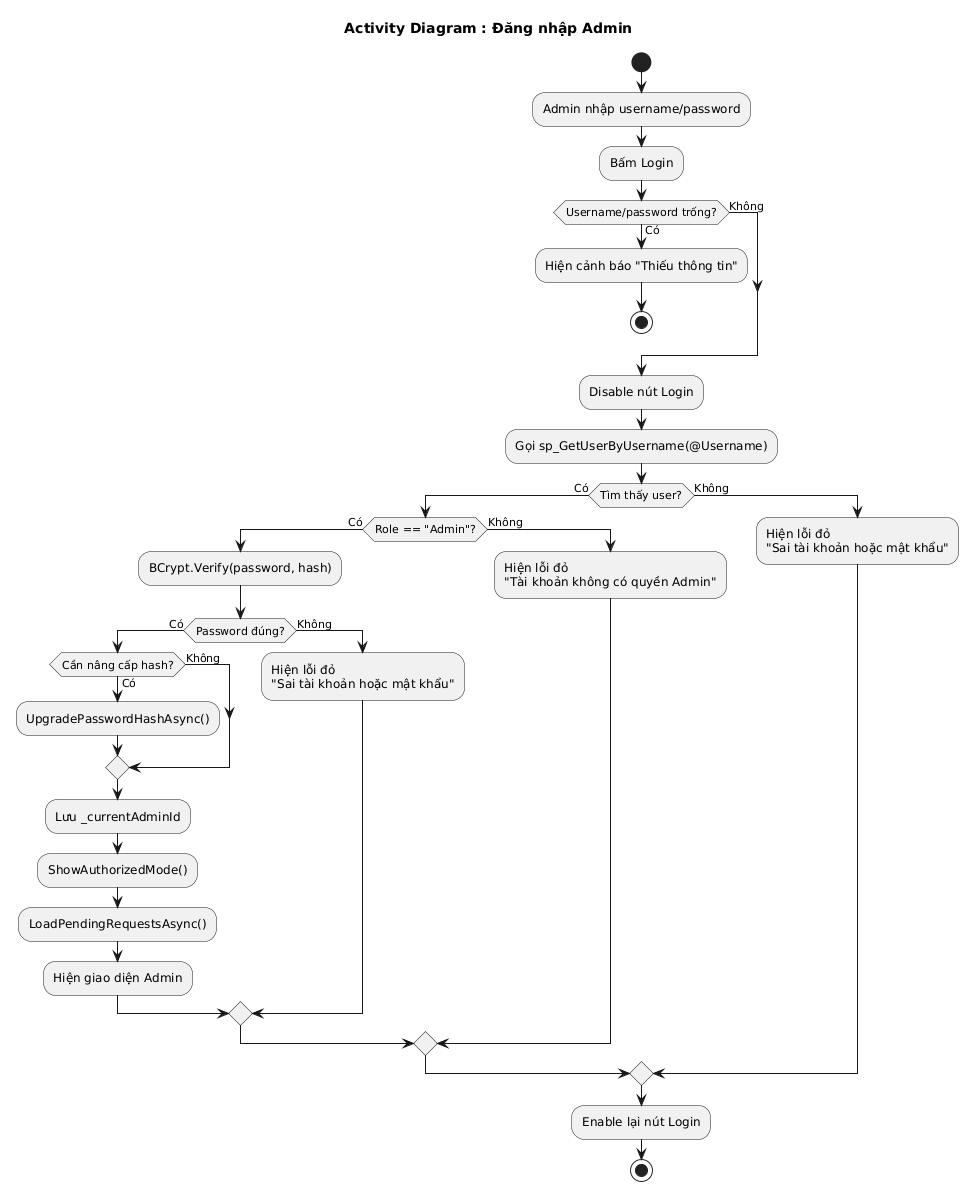 Activity Diagram : Đăng nhập Admin
Admin nhập username/password
Bấm Login
Username/password trống?
Không
Có
Hiện cảnh báo "Thiếu thông tin"
Disable nút Login
Gọi sp_GetUserByUsername(@Username)
Có
Tìm thấy user?
Không
Có
Role == "Admin"?
Không
Hiện lỗi đỏ
"Sai tài khoản hoặc mật khẩu"
BCrypt.Verify(password, hash)
Hiện lỗi đỏ
"Tài khoản không có quyền Admin"
Có
Password đúng?
Không
Cần nâng cấp hash?
Không
Có
Hiện lỗi đỏ
"Sai tài khoản hoặc mật khẩu"
UpgradePasswordHashAsync()
Lưu _currentAdminId
ShowAuthorizedMode()
LoadPendingRequestsAsync()
Hiện giao diện Admin
Enable lại nút Login